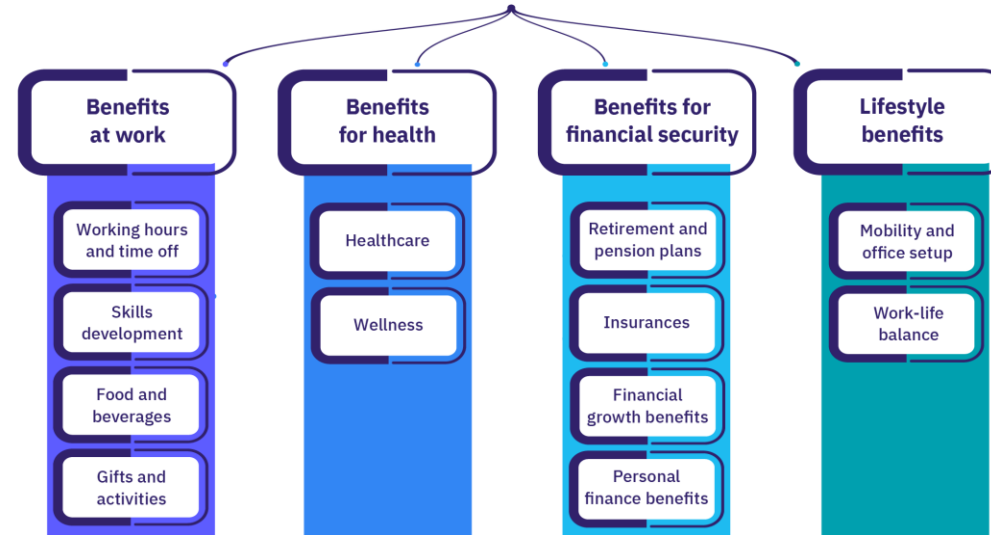 Benefits
at work
Working hours
and time off
Skills
development
Food and
beverages
Gifts and
activities
Benefits
for health
Healthcare
Wellness
Benefits for
financial security
Retirement and
pension plans
Insurances
Financial
growth benefits
Personal
finance benefits
Lifestyle
benefits
Mobility and
office setup
Work-life
balance